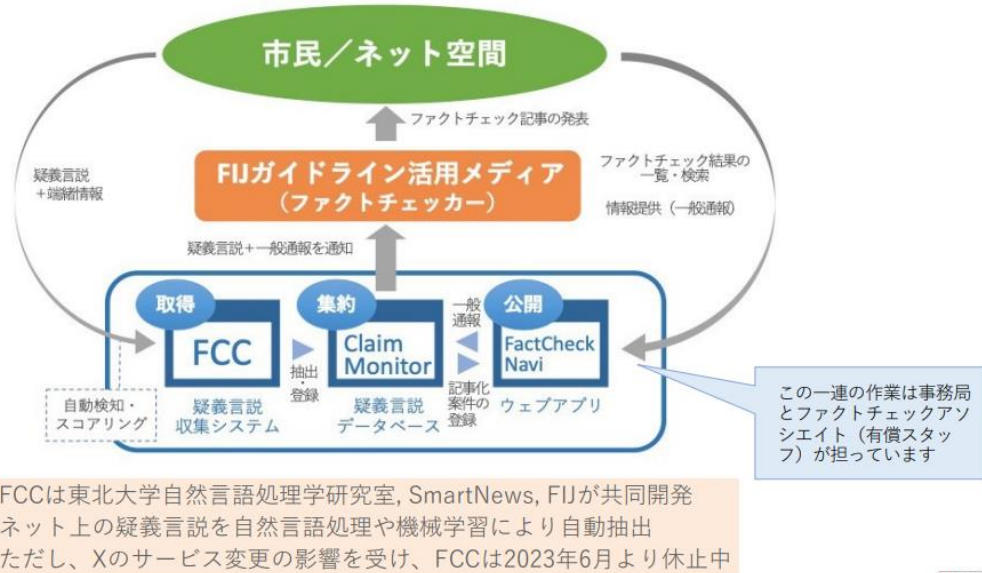 市民／ネット空間
ファクトチェック記事の発表
疑義言説
＋端緒情報
FIJガイドライン活用メディア
（ファクトチェッカー）
ファクトチェック結果の
一覧・検索
情報提供（一般通報）
疑義言説＋一般通報を通知
取得
FCC
疑義言説
収集システム
自動検知・
スコアリング
抽出
・
登録
集約
Claim
Monitor
疑義言説
データベース
一般
通報
記事化
案件の
登録
公開
FactCheck
Navi
ウェブアプリ
この一連の作業は事務局
とファクトチェックアソ
シエイト（有償スタッ
フ）が担っています
FCCは東北大学自然言語処理学研究室, SmartNews, FIJが共同開発
ネット上の疑義言説を自然言語処理や機械学習により自動抽出
ただし、Xのサービス変更の影響を受け、FCCは2023年6月より休止中